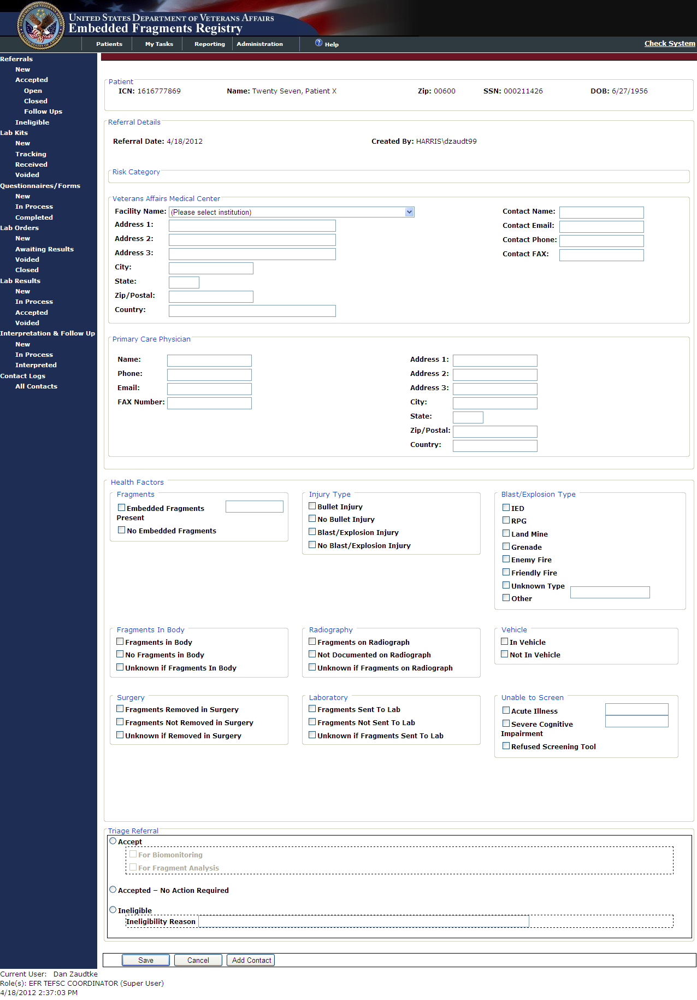 UNITED STATES DEPARTMENT OF VETERANS AFFAIRS
Embedded Fragments Registry
Patients My Tasks Reporting Administration ? Help Check System
Referrals
New
Accepted
Open
Closed
Follow Ups
Ineligible
Lab Kits
New
Tracking
Received
Voided
Questionnaires/Forms
New
In Process
Completed
Lab Orders
New
Awaiting Results
Voided
Closed
Lab Results
New
In Process
Accepted
Voided
Interpretation & Follow Up
New
In Process
Interpreted
Contact Logs
All Contacts
Patient
ICN: 1616777869 Name: Twenty Seven, Patient X Zip: 00600 SSN: 000211426 DOB: 6/27/1956
Referral Details
Referral Date: 4/18/2012 Created By: HARRIS\dzaudt99
Risk Category
Veterans Affairs Medical Center
Facility Name: (Please select institution)
Address 1:
Address 2:
Address 3:
City:
State:
Zip/Postal:
Country:
Contact Name:
Contact Email:
Contact Phone:
Contact FAX:
Primary Care Physician
Name:
Phone:
Email:
FAX Number:
Address 1:
Address 2:
Address 3:
City:
State:
Zip/Postal:
Country:
Health Factors
Fragments
Embedded Fragments
Present
No Embedded Fragments
Injury Type
Bullet Injury
No Bullet Injury
Blast/Explosion Injury
No Blast/Explosion Injury
Blast/Explosion Type
IED
RPG
Land Mine
Grenade
Enemy Fire
Friendly Fire
Unknown Type
Other
Fragments In Body
Fragments in Body
No Fragments in Body
Unknown if Fragments In Body
Radiography
Fragments on Radiograph
Not Documented on Radiograph
Unknown if Fragments on Radiograph
Vehicle
In Vehicle
Not In Vehicle
Surgery
Fragments Removed in Surgery
Fragments Not Removed in Surgery
Unknown if Removed in Surgery
Laboratory
Fragments Sent To Lab
Fragments Not Sent To Lab
Unknown if Fragments Sent To Lab
Unable to Screen
Acute Illness
Severe Cognitive
Impairment
Refused Screening Tool
Triage Referral
Accept
For Biomonitoring
For Fragment Analysis
Accepted – No Action Required
Ineligible
Ineligibility Reason
Save Cancel Add Contact
Current User: Dan Zaudtke
Role(s): EFR TEFSC COORDINATOR (Super User)
4/18/2012 2:37:03 PM